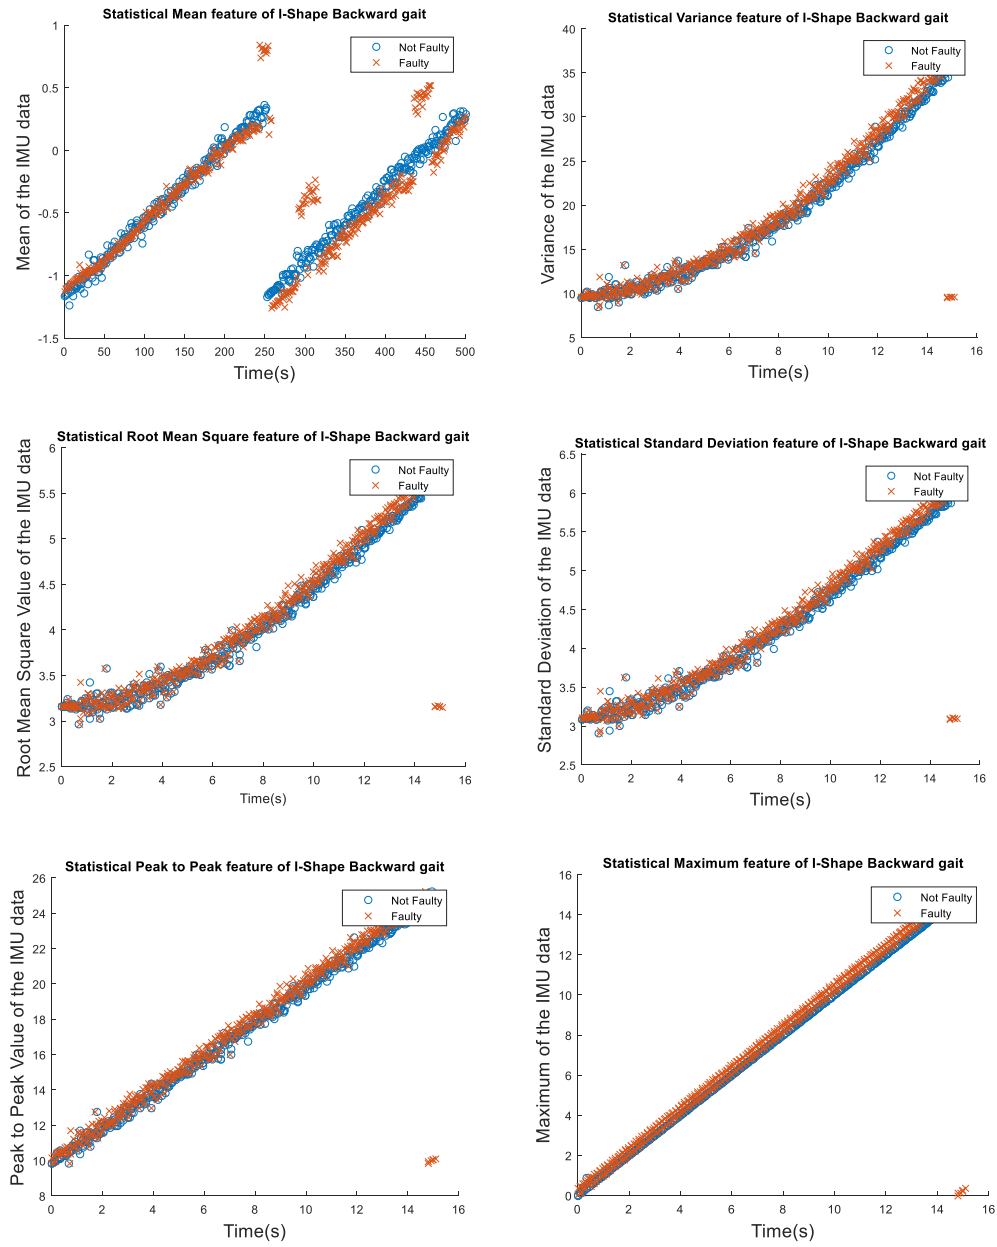 Statistical Mean feature of I-Shape Backward gait
Mean of the IMU data
1
0.5
0
-0.5
-1
-1.5
0 50 100 150 200 250 300 350 400 450 500
Time(s)
Not Faulty
Faulty
Statistical Variance feature of I-Shape Backward gait
Variance of the IMU data
40
35
30
25
20
15
10
5
0 2 4 6 8 10 12 14 16
Time(s)
Not Faulty
Faulty
Statistical Root Mean Square feature of I-Shape Backward gait
Root Mean Square Value of the IMU data
6
5.5
5
4.5
4
3.5
3
2.5
0 2 4 6 8 10 12 14 16
Time(s)
Not Faulty
Faulty
Statistical Standard Deviation feature of I-Shape Backward gait
Standard Deviation of the IMU data
6.5
6
5.5
5
4.5
4
3.5
3
2.5
0 2 4 6 8 10 12 14 16
Time(s)
Not Faulty
Faulty
Statistical Peak to Peak feature of I-Shape Backward gait
Peak to Peak Value of the IMU data
26
24
22
20
18
16
14
12
10
8
0 2 4 6 8 10 12 14 16
Time(s)
Not Faulty
Faulty
Statistical Maximum feature of I-Shape Backward gait
Maximum of the IMU data
16
14
12
10
8
6
4
2
0
0 2 4 6 8 10 12 14 16
Time(s)
Not Faulty
Faulty